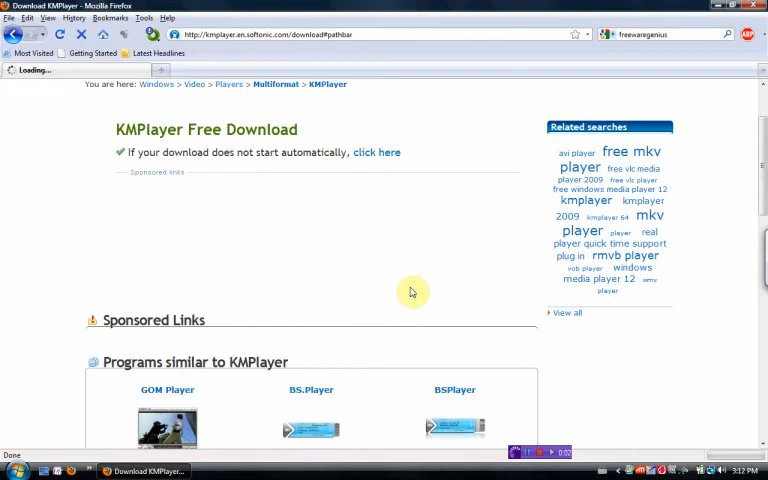 Download KMPlayer - Mozilla Firefox
File Edit View History Bookmarks Tools Help
http://kmplayer.en.softonic.com/download#pathbar
freewaregenius
ABP
Most Visited Getting Started Latest Headlines
Loading...
You are here: Windows > Video > Players > Multiformat > KMPlayer
KMPlayer Free Download
If your download does not start automatically, click here
Sponsored links
Related searches
avi player free mkv
player free vlc media
player 2009 free vlc player
free windows media player 12
kmplayer kmplayer
2009 kmplayer 64 mkv
player player real
player quick time support
plug in rmvb player
vob player windows
media player 12 wmv
player
View all
Sponsored Links
Programs similar to KMPlayer
GOM Player BS.Player BSPlayer
Done
0:02
Download KMPlayer...
3:12 PM